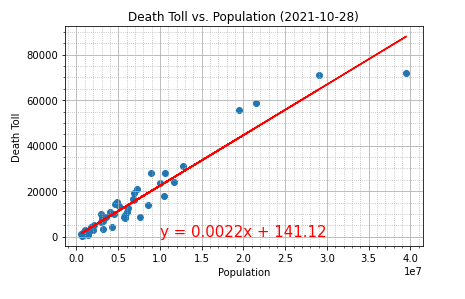 Death Toll vs. Population (2021-10-28)
80000
60000
40000
20000
0
Death Toll
y = 0.0022x + 141.12
0.0 0.5 1.0 1.5 2.0 2.5 3.0 3.5 4.0
1e7
Population